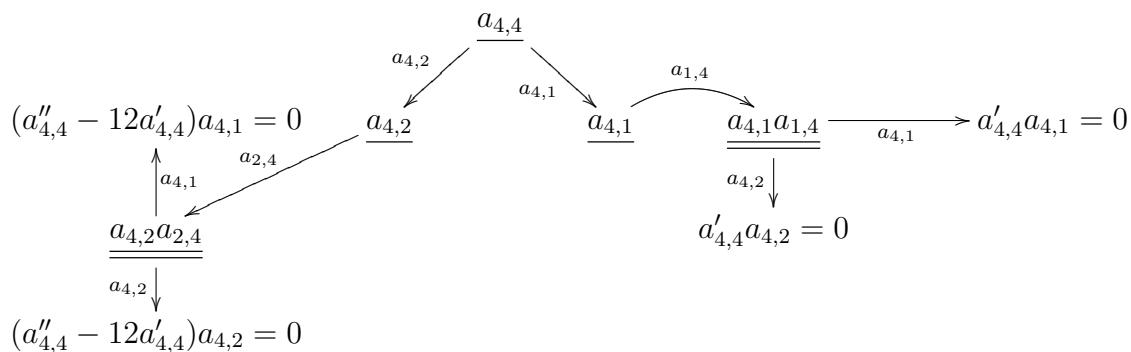 a_{4,4}
a_{4,2} a_{4,1} a_{1,4}
(a''_{4,4} − 12a'_{4,4})a_{4,1} = 0 a_{4,2} a_{4,1} a_{4,1}a_{1,4} a_{4,1} a'_{4,4}a_{4,1} = 0
a_{4,1} a_{2,4} a_{4,2}
a_{4,2}a_{2,4} a'_{4,4}a_{4,2} = 0
a_{4,2}
(a''_{4,4} − 12a'_{4,4})a_{4,2} = 0